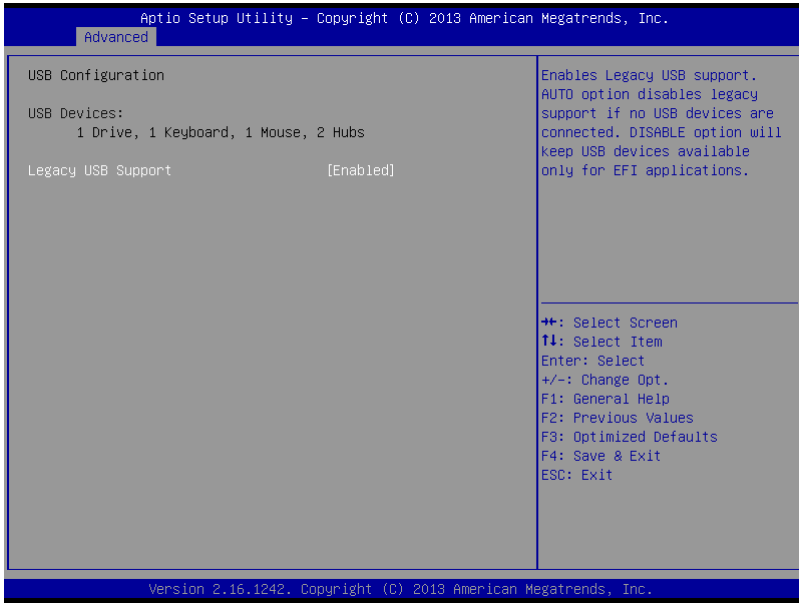 Aptio Setup Utility – Copyright (C) 2013 American Megatrends, Inc.
Advanced
USB Configuration
USB Devices:
1 Drive, 1 Keyboard, 1 Mouse, 2 Hubs
Legacy USB Support [Enabled]
Enables Legacy USB support.
AUTO option disables legacy
support if no USB devices are
connected. DISABLE option will
keep USB devices available
only for EFI applications.
→←: Select Screen
↑↓: Select Item
Enter: Select
+/-: Change Opt.
F1: General Help
F2: Previous Values
F3: Optimized Defaults
F4: Save & Exit
ESC: Exit
Version 2.16.1242. Copyright (C) 2013 American Megatrends, Inc.